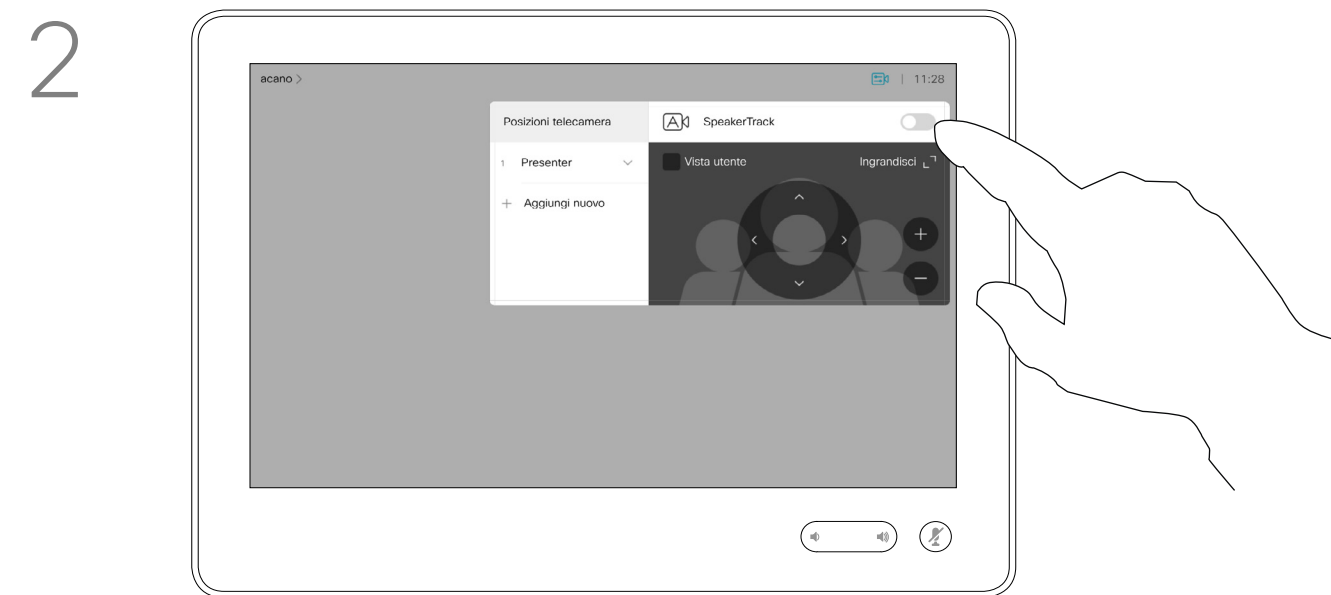 2
acano >
| 11:28
Posizioni telecamera
SpeakerTrack
1 Presenter
Vista utente
Ingrandisci
+ Aggiungi nuovo
+
−